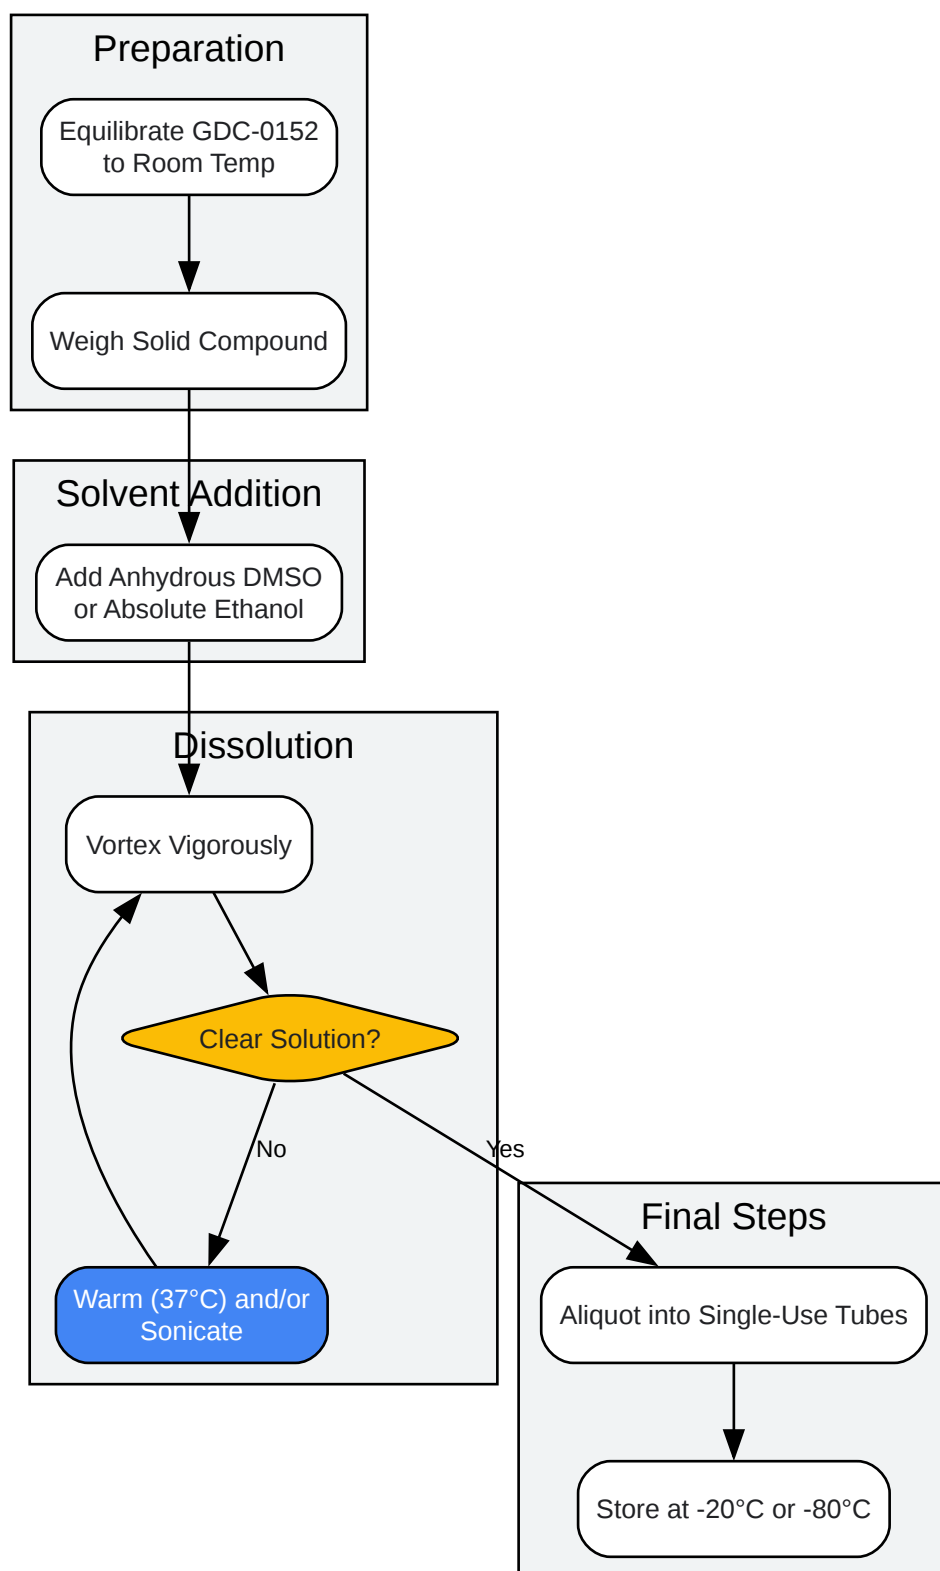 Preparation
Equilibrate GDC-0152
to Room Temp
Weigh Solid Compound
Solvent Addition
Add Anhydrous DMSO
or Absolute Ethanol
Dissolution
Vortex Vigorously
Clear Solution?
No
Yes
Warm (37°C) and/or
Sonicate
Final Steps
Aliquot into Single-Use Tubes
Store at -20°C or -80°C